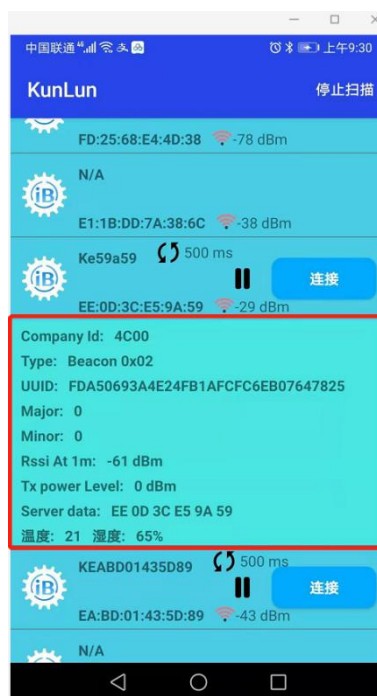 中国联通 4G 上午9:30
KunLun 停止扫描
FD:25:68:E4:4D:38 -78 dBm
N/A
iB
E1:1B:DD:7A:38:6C -38 dBm
Ke59a59 500 ms
iB 连接
EE:0D:3C:E5:9A:59 -29 dBm
Company Id: 4C00
Type: Beacon 0x02
UUID: FDA50693A4E24FB1AFCFC6EB07647825
Major: 0
Minor: 0
Rssi At 1m: -61 dBm
Tx power Level: 0 dBm
Server data: EE 0D 3C E5 9A 59
温度: 21 湿度: 65%
KEABD01435D89 500 ms
iB 连接
EA:BD:01:43:5D:89 -43 dBm
N/A